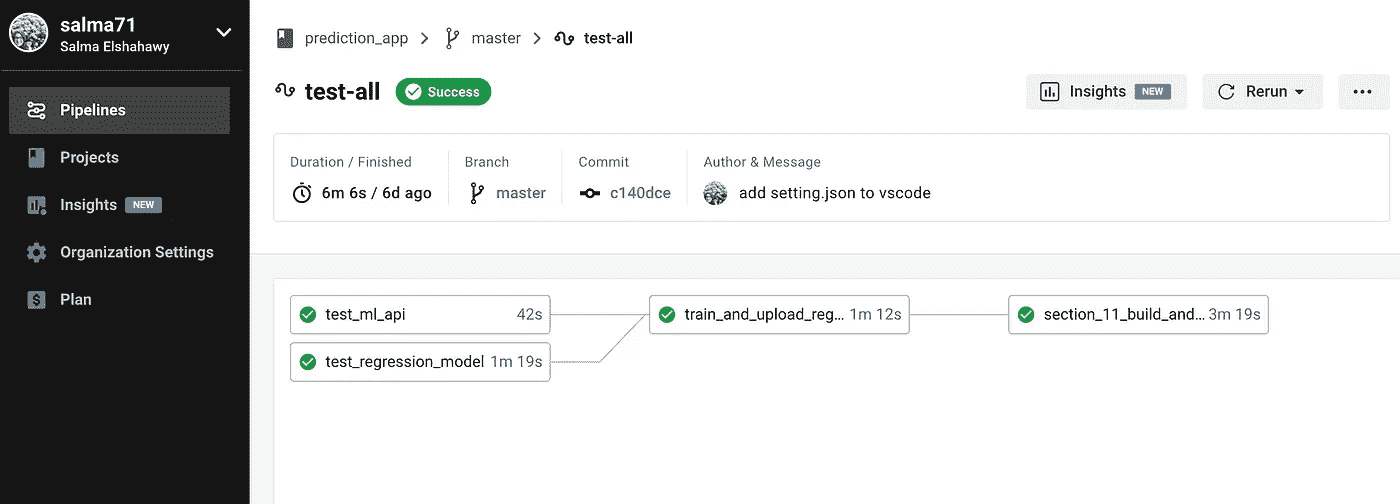 salma71
Salma Elshahawy
Pipelines
Projects
Insights NEW
Organization Settings
Plan
prediction_app > master > test-all
test-all Success
Insights NEW Rerun ...
Duration / Finished Branch Commit Author & Message
6m 6s / 6d ago master c140dce add setting.json to vscode
test_ml_api 42s train_and_upload_reg... 1m 12s section_11_build_and... 3m 19s
test_regression_model 1m 19s